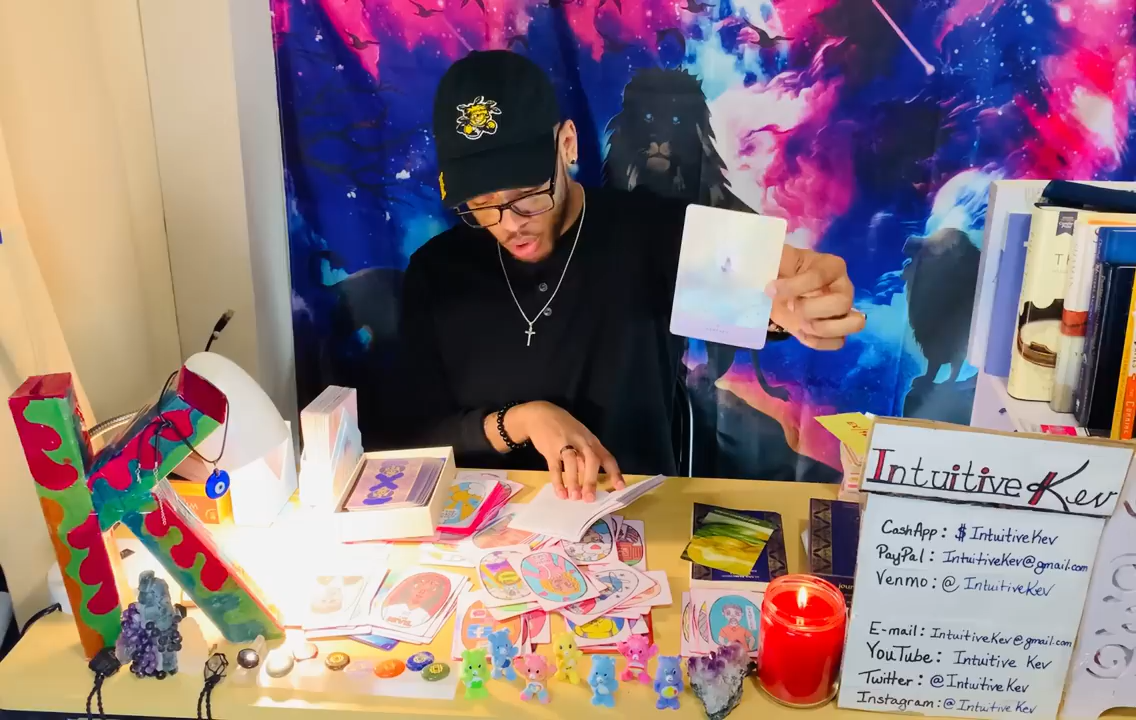 Intuitive Kev
CashApp: $ IntuitiveKev
PayPal: IntuitiveKev@gmail.com
Venmo: @ IntuitiveKev
E-mail: IntuitiveKev@gmail.com
YouTube: Intuitive Kev
Twitter: @IntuitiveKev
Instagram: @IntuitiveKev